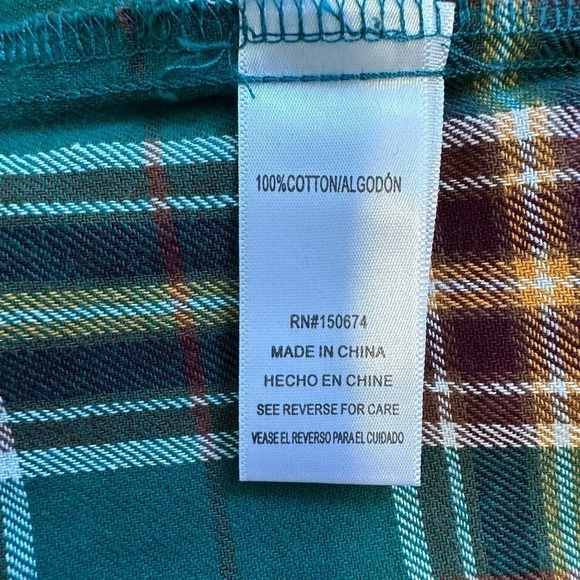 100%COTTON/ALGODÓN
RN#150674
MADE IN CHINA
HECHO EN CHINE
SEE REVERSE FOR CARE
VEASE EL REVERSO PARA EL CUIDADO